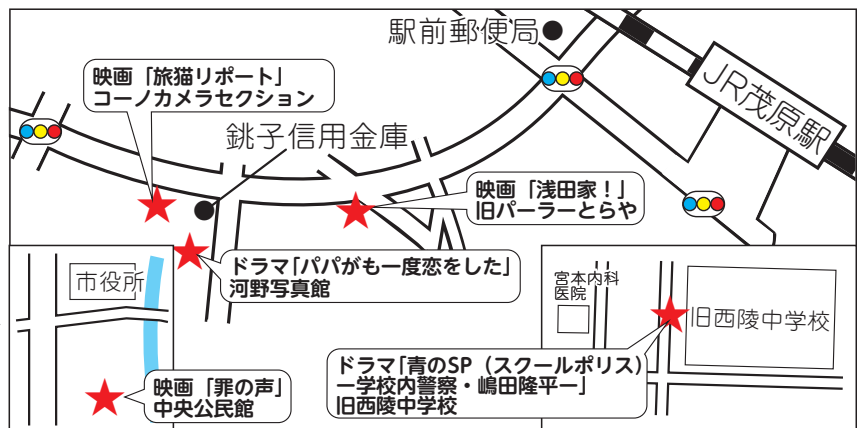 駅前郵便局
JR茂原駅
映画「旅猫リポート」
コーノカメラセクション
銚子信用金庫
映画「浅田家！」
旧パーラーとらや
ドラマ「パパがも一度恋をした」
河野写真館
市役所
映画「罪の声」
中央公民館
宮本内科
医院
旧西陵中学校
ドラマ「青のSP（スクールポリス）
ー学校内警察・嶋田隆平ー」
旧西陵中学校